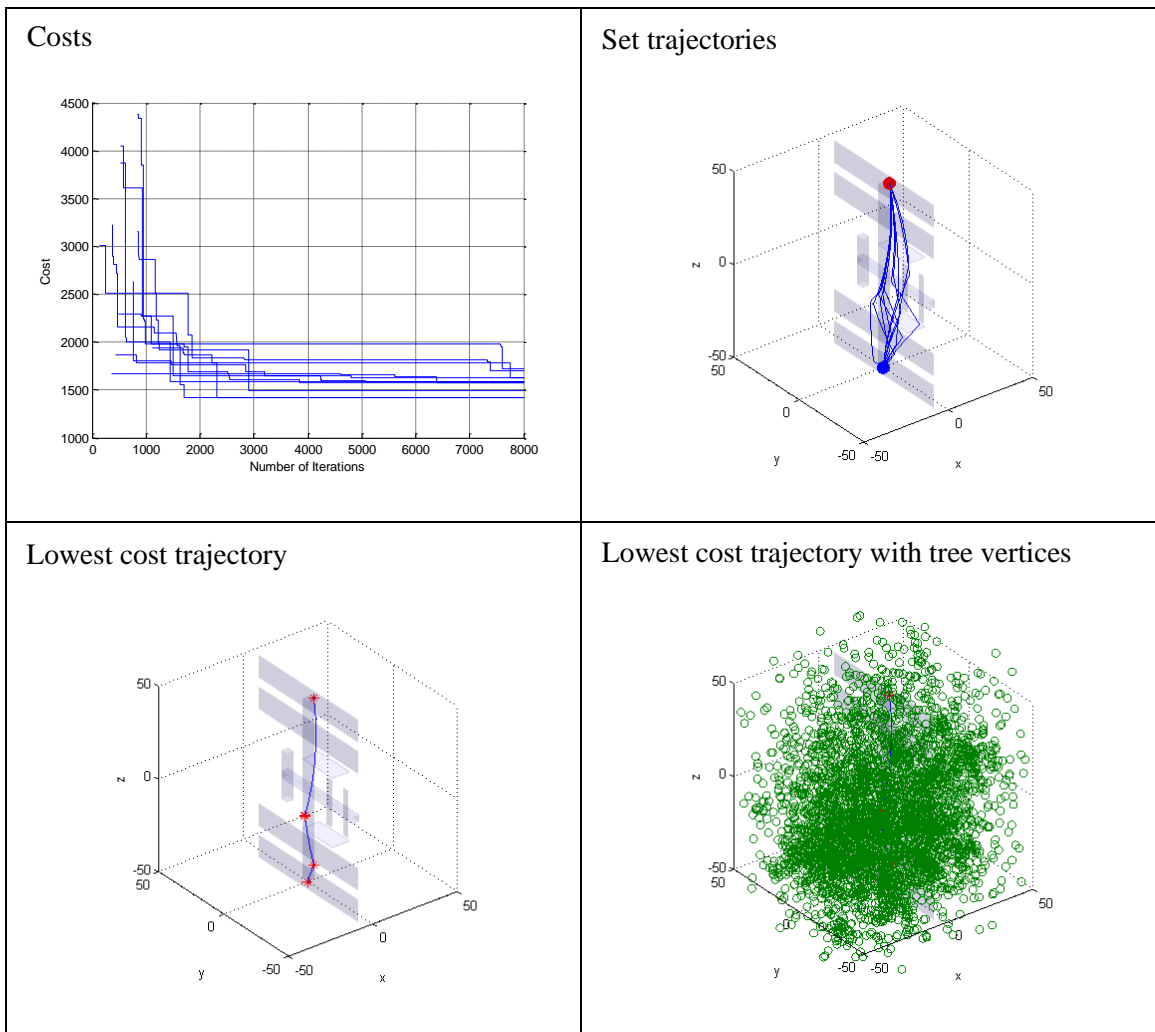 Costs
4500
4000
3500
3000
2500
2000
1500
1000
0 1000 2000 3000 4000 5000 6000 7000 8000
Cost
Number of Iterations
Set trajectories
50
0
-50
50
0
-50 -50
0
50
z
y
x
Lowest cost trajectory
50
0
-50
50
0
-50 -50
0
50
z
y
x
Lowest cost trajectory with tree vertices
50
0
-50
50
0
-50 -50
0
50
z
y
x